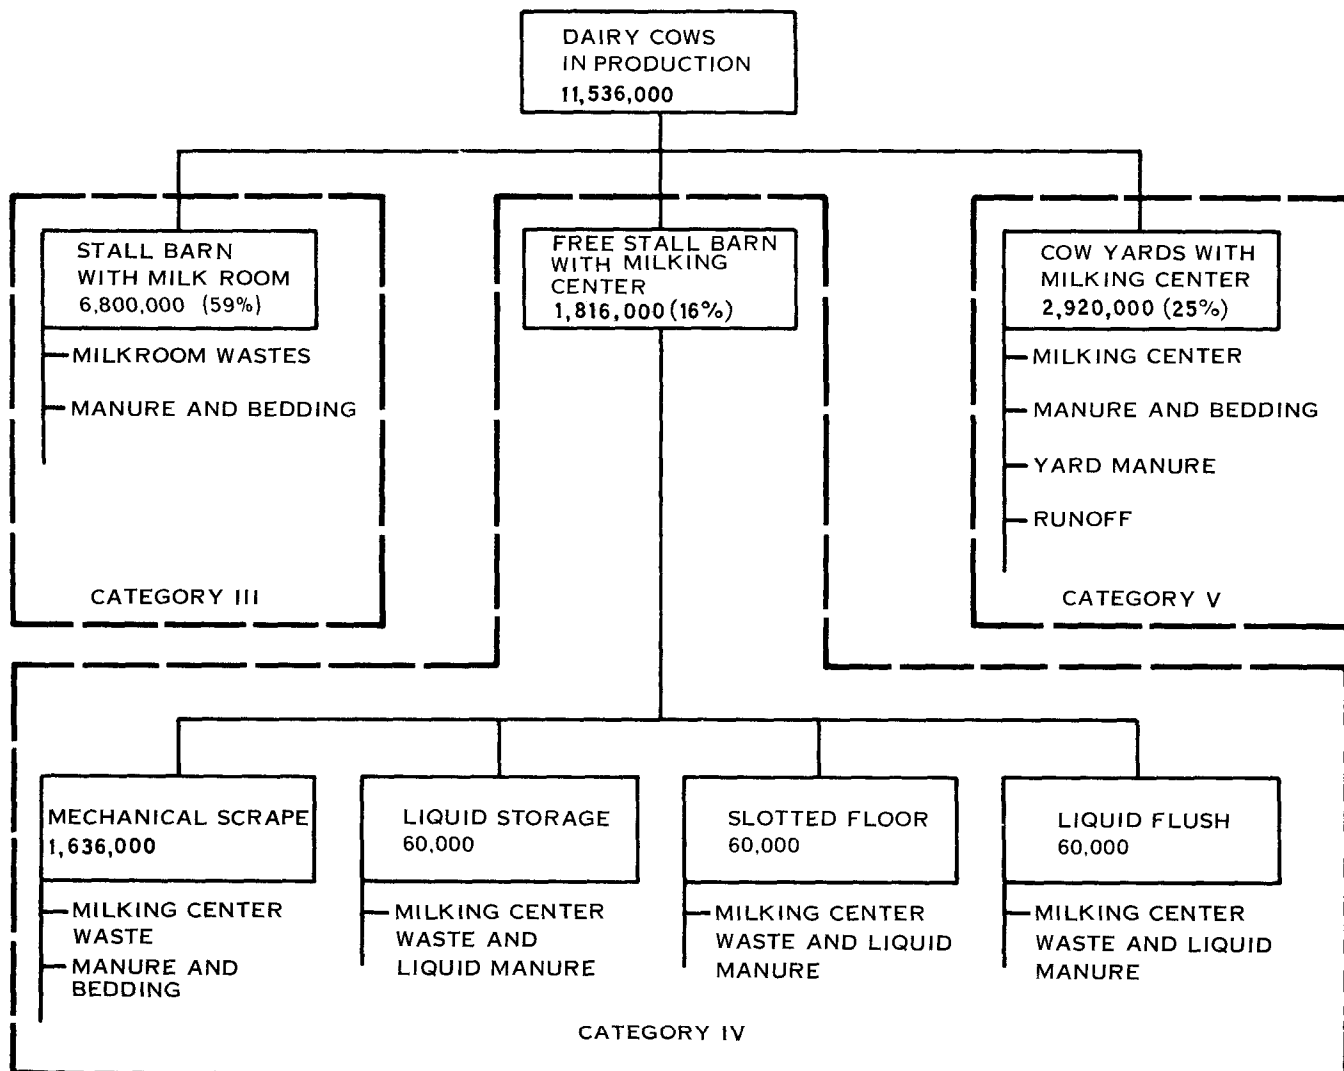 DAIRY COWS
IN PRODUCTION
11,536,000
STALL BARN
WITH MILK ROOM
6,800,000 (59%)
MILKROOM WASTES
MANURE AND BEDDING
CATEGORY III
FREE STALL BARN
WITH MILKING
CENTER
1,816,000 (16%)
COW YARDS WITH
MILKING CENTER
2,920,000 (25%)
MILKING CENTER
MANURE AND BEDDING
YARD MANURE
RUNOFF
CATEGORY V
MECHANICAL SCRAPE
1,636,000
MILKING CENTER
WASTE
MANURE AND
BEDDING
LIQUID STORAGE
60,000
MILKING CENTER
WASTE AND
LIQUID MANURE
SLOTTED FLOOR
60,000
MILKING CENTER
WASTE AND LIQUID
MANURE
LIQUID FLUSH
60,000
MILKING CENTER
WASTE AND LIQUID
MANURE
CATEGORY IV